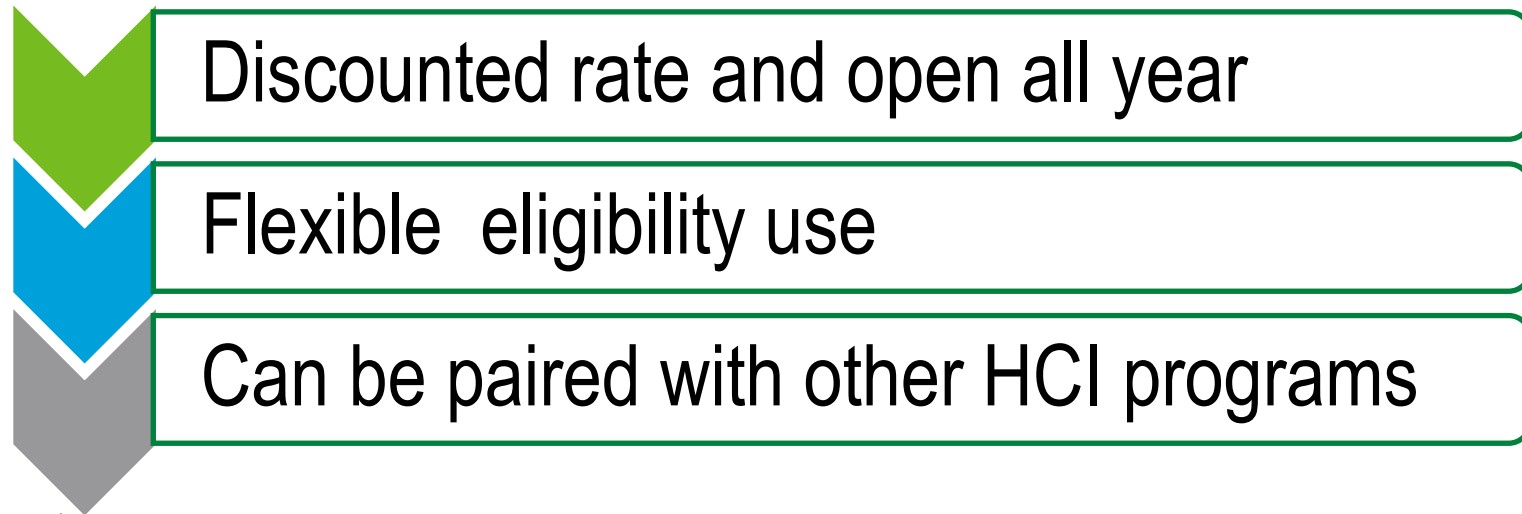 Discounted rate and open all year
Flexible  eligibility use
Can be paired with other HCI programs